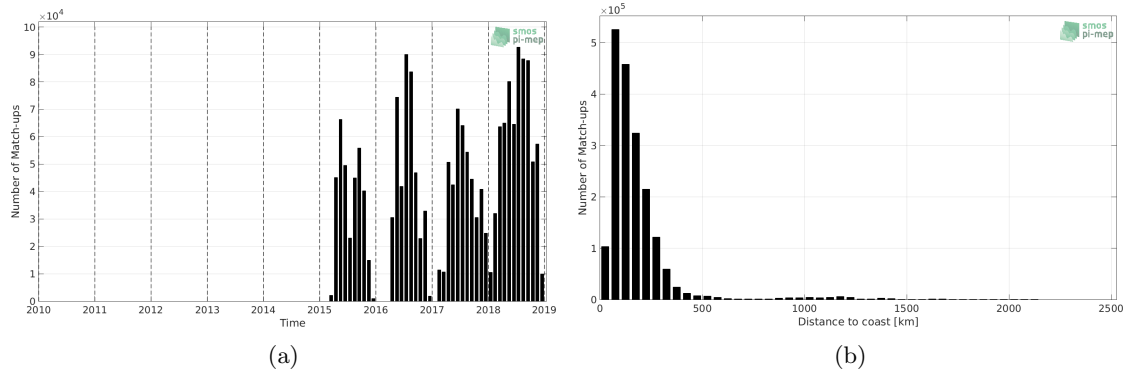 ×10⁴
10
9
8
7
6
5
4
3
2
1
0
Number of Match-ups
2010 2011 2012 2013 2014 2015 2016 2017 2018 2019
Time
smos
pi-mep
(a)
×10⁵
5
4
3
2
1
0
Number of Match-ups
0 500 1000 1500 2000 2500
Distance to coast [km]
smos
pi-mep
(b)